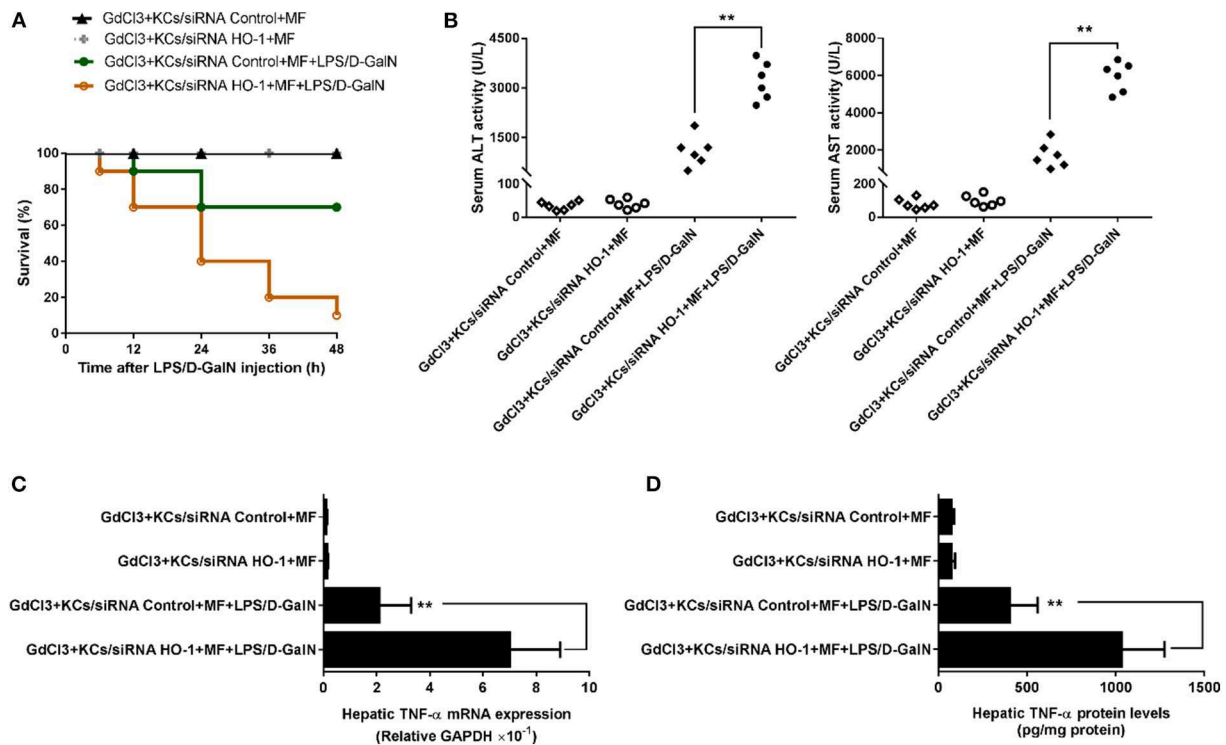 A
GdCl3+KCs/siRNA Control+MF
GdCl3+KCs/siRNA HO-1+MF
GdCl3+KCs/siRNA Control+MF+LPS/D-GalN
GdCl3+KCs/siRNA HO-1+MF+LPS/D-GalN
Survival (%)
100
80
60
40
20
0
0 12 24 36 48
Time after LPS/D-GalN injection (h)
B
Serum ALT activity (U/L)
4500
3000
1500
100
0
**
GdCl3+KCs/siRNA Control+MF
GdCl3+KCs/siRNA HO-1+MF
GdCl3+KCs/siRNA Control+MF+LPS/D-GalN
GdCl3+KCs/siRNA HO-1+MF+LPS/D-GalN
Serum AST activity (U/L)
8000
6000
4000
2000
200
0
**
GdCl3+KCs/siRNA Control+MF
GdCl3+KCs/siRNA HO-1+MF
GdCl3+KCs/siRNA Control+MF+LPS/D-GalN
GdCl3+KCs/siRNA HO-1+MF+LPS/D-GalN
C
GdCl3+KCs/siRNA Control+MF
GdCl3+KCs/siRNA HO-1+MF
GdCl3+KCs/siRNA Control+MF+LPS/D-GalN
**
GdCl3+KCs/siRNA HO-1+MF+LPS/D-GalN
0 2 4 6 8 10
Hepatic TNF-α mRNA expression
(Relative GAPDH ×10⁻¹)
D
GdCl3+KCs/siRNA Control+MF
GdCl3+KCs/siRNA HO-1+MF
GdCl3+KCs/siRNA Control+MF+LPS/D-GalN
**
GdCl3+KCs/siRNA HO-1+MF+LPS/D-GalN
0 500 1000 1500
Hepatic TNF-α protein levels
(pg/mg protein)